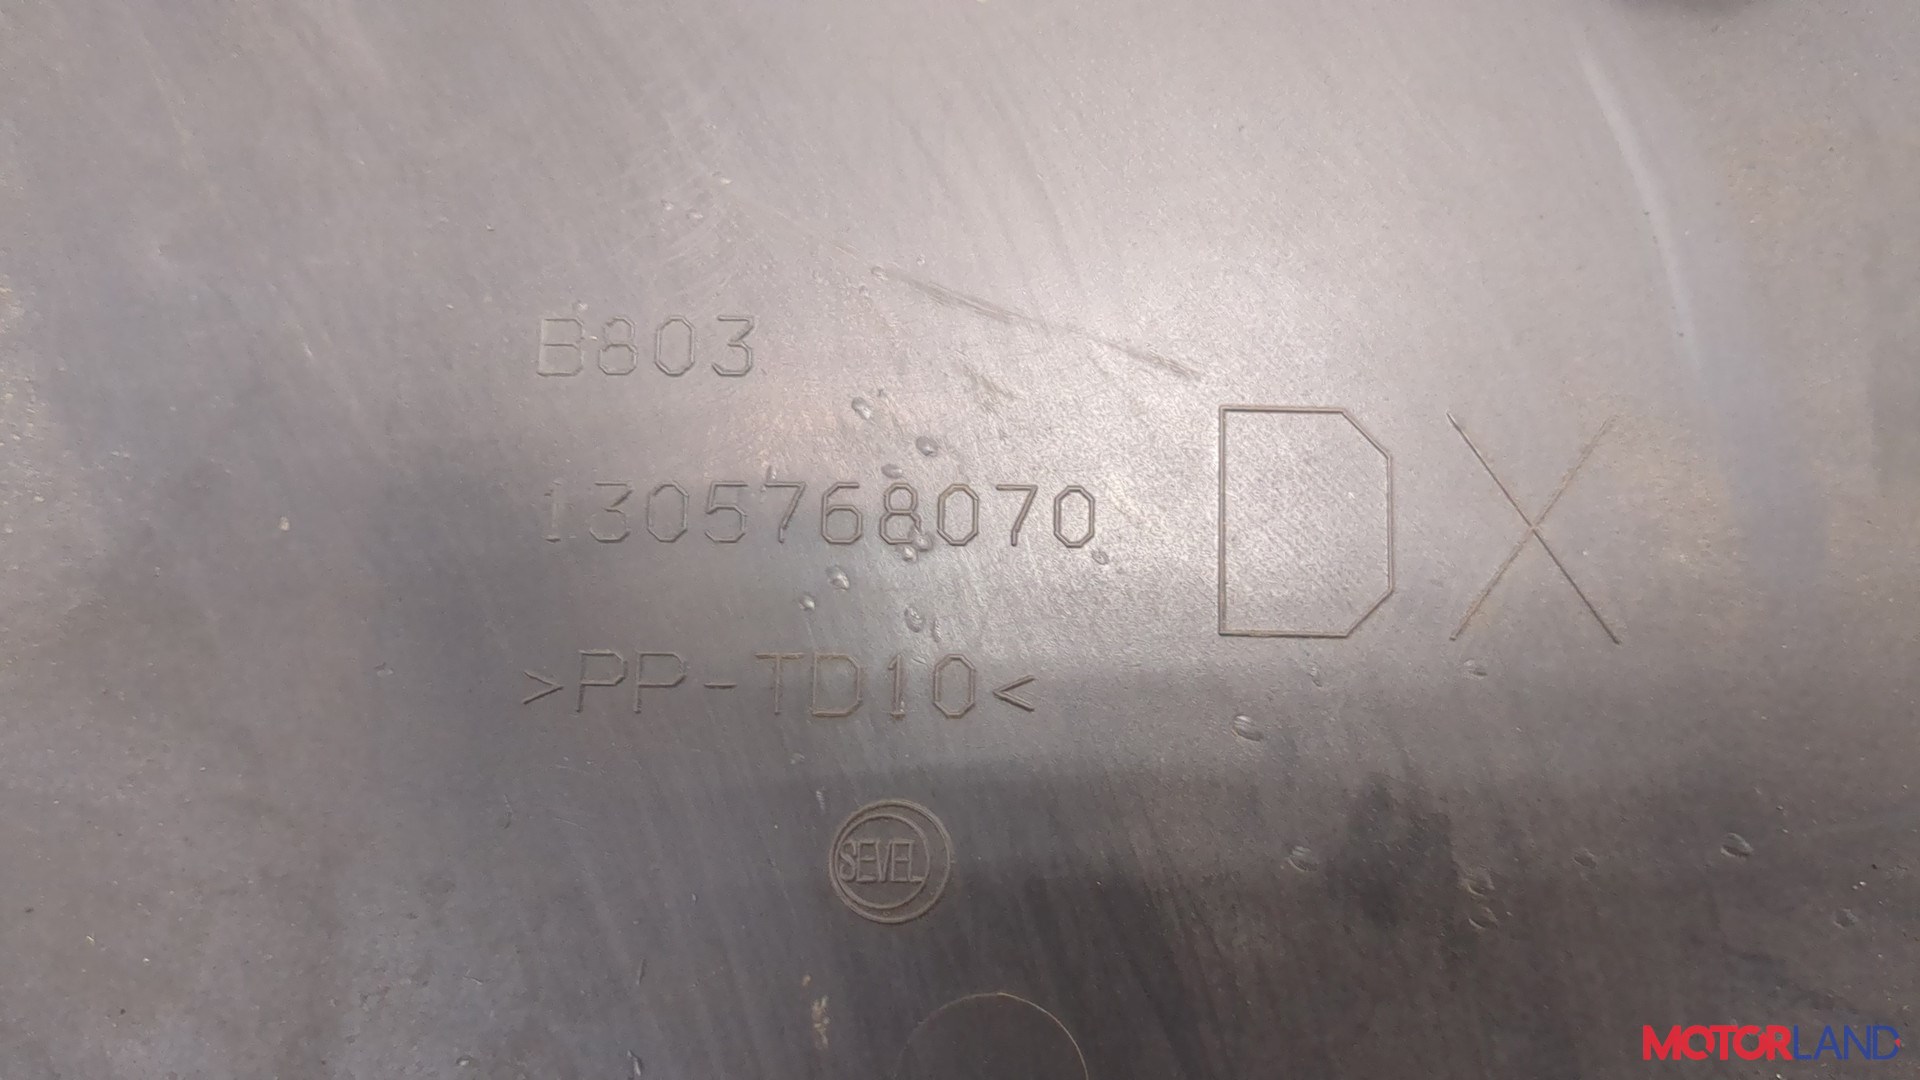 B803
1305768070
DX
>PP-TD10<
SEVEL
MOTORLAND